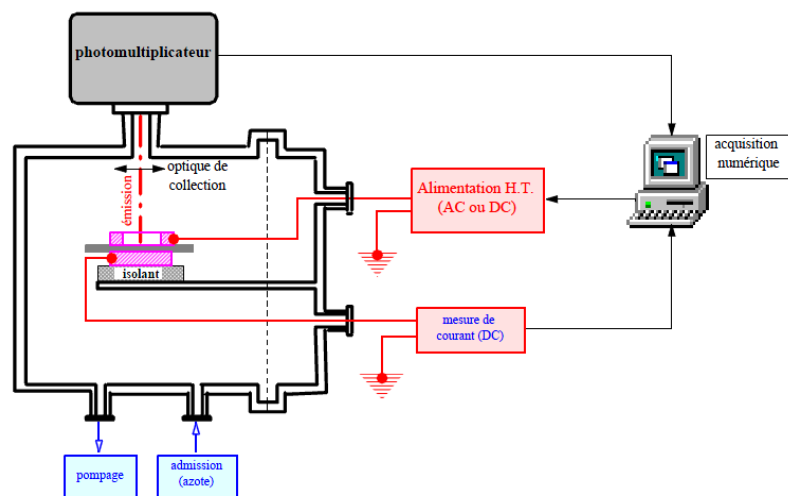 photomultiplicateur
optique de
collection
émission
isolant
Alimentation H.T.
(AC ou DC)
acquisition
numérique
mesure de
courant (DC)
pompage
admission
(azote)